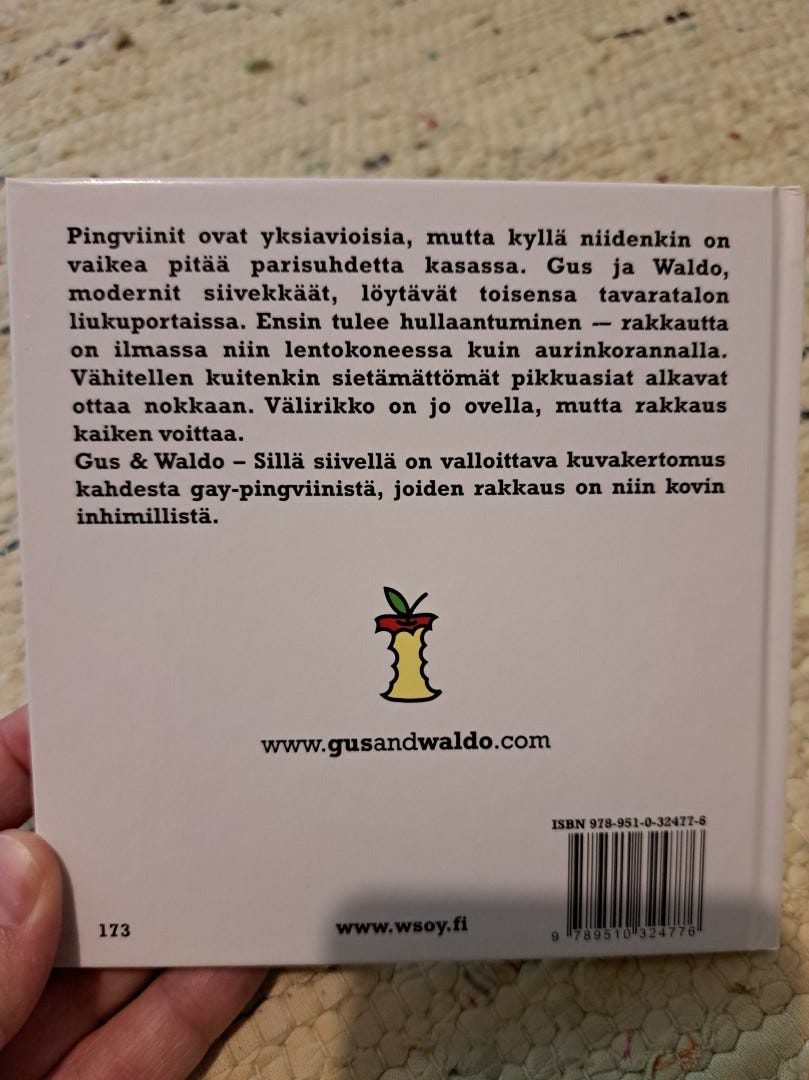 Pingviinit ovat yksiavioisia, mutta kyllä niidenkin on
vaikea pitää parisuhdetta kasassa. Gus ja Waldo,
modernit siivekkäät, löytävät toisensa tavaratalon
liukuportaissa. Ensin tulee hullaantuminen — rakkautta
on ilmassa niin lentokoneessa kuin aurinkorannalla.
Vähitellen kuitenkin sietämättömät pikkuasiat alkavat
ottaa nokkaan. Välirikko on jo ovella, mutta rakkaus
kaiken voittaa.
Gus & Waldo – Sillä siivellä on valloittava kuvakertomus
kahdesta gay-pingviinistä, joiden rakkaus on niin kovin
inhimillistä.
www.gusandwaldo.com
ISBN 978-951-0-32477-6
9 789510 324776
173
www.wsoy.fi